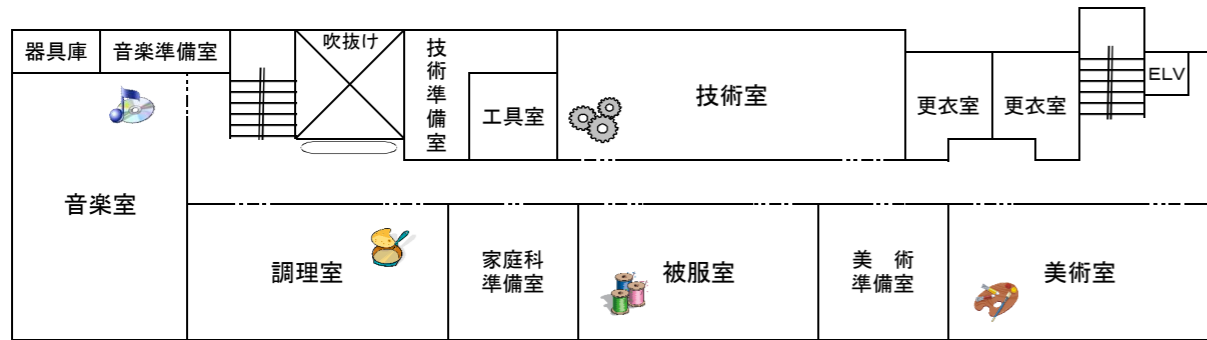 器具庫
音楽準備室
吹抜け
技術準備室
工具室
技術室
更衣室
更衣室
ELV
音楽室
調理室
家庭科
準備室
被服室
美 術
準備室
美術室